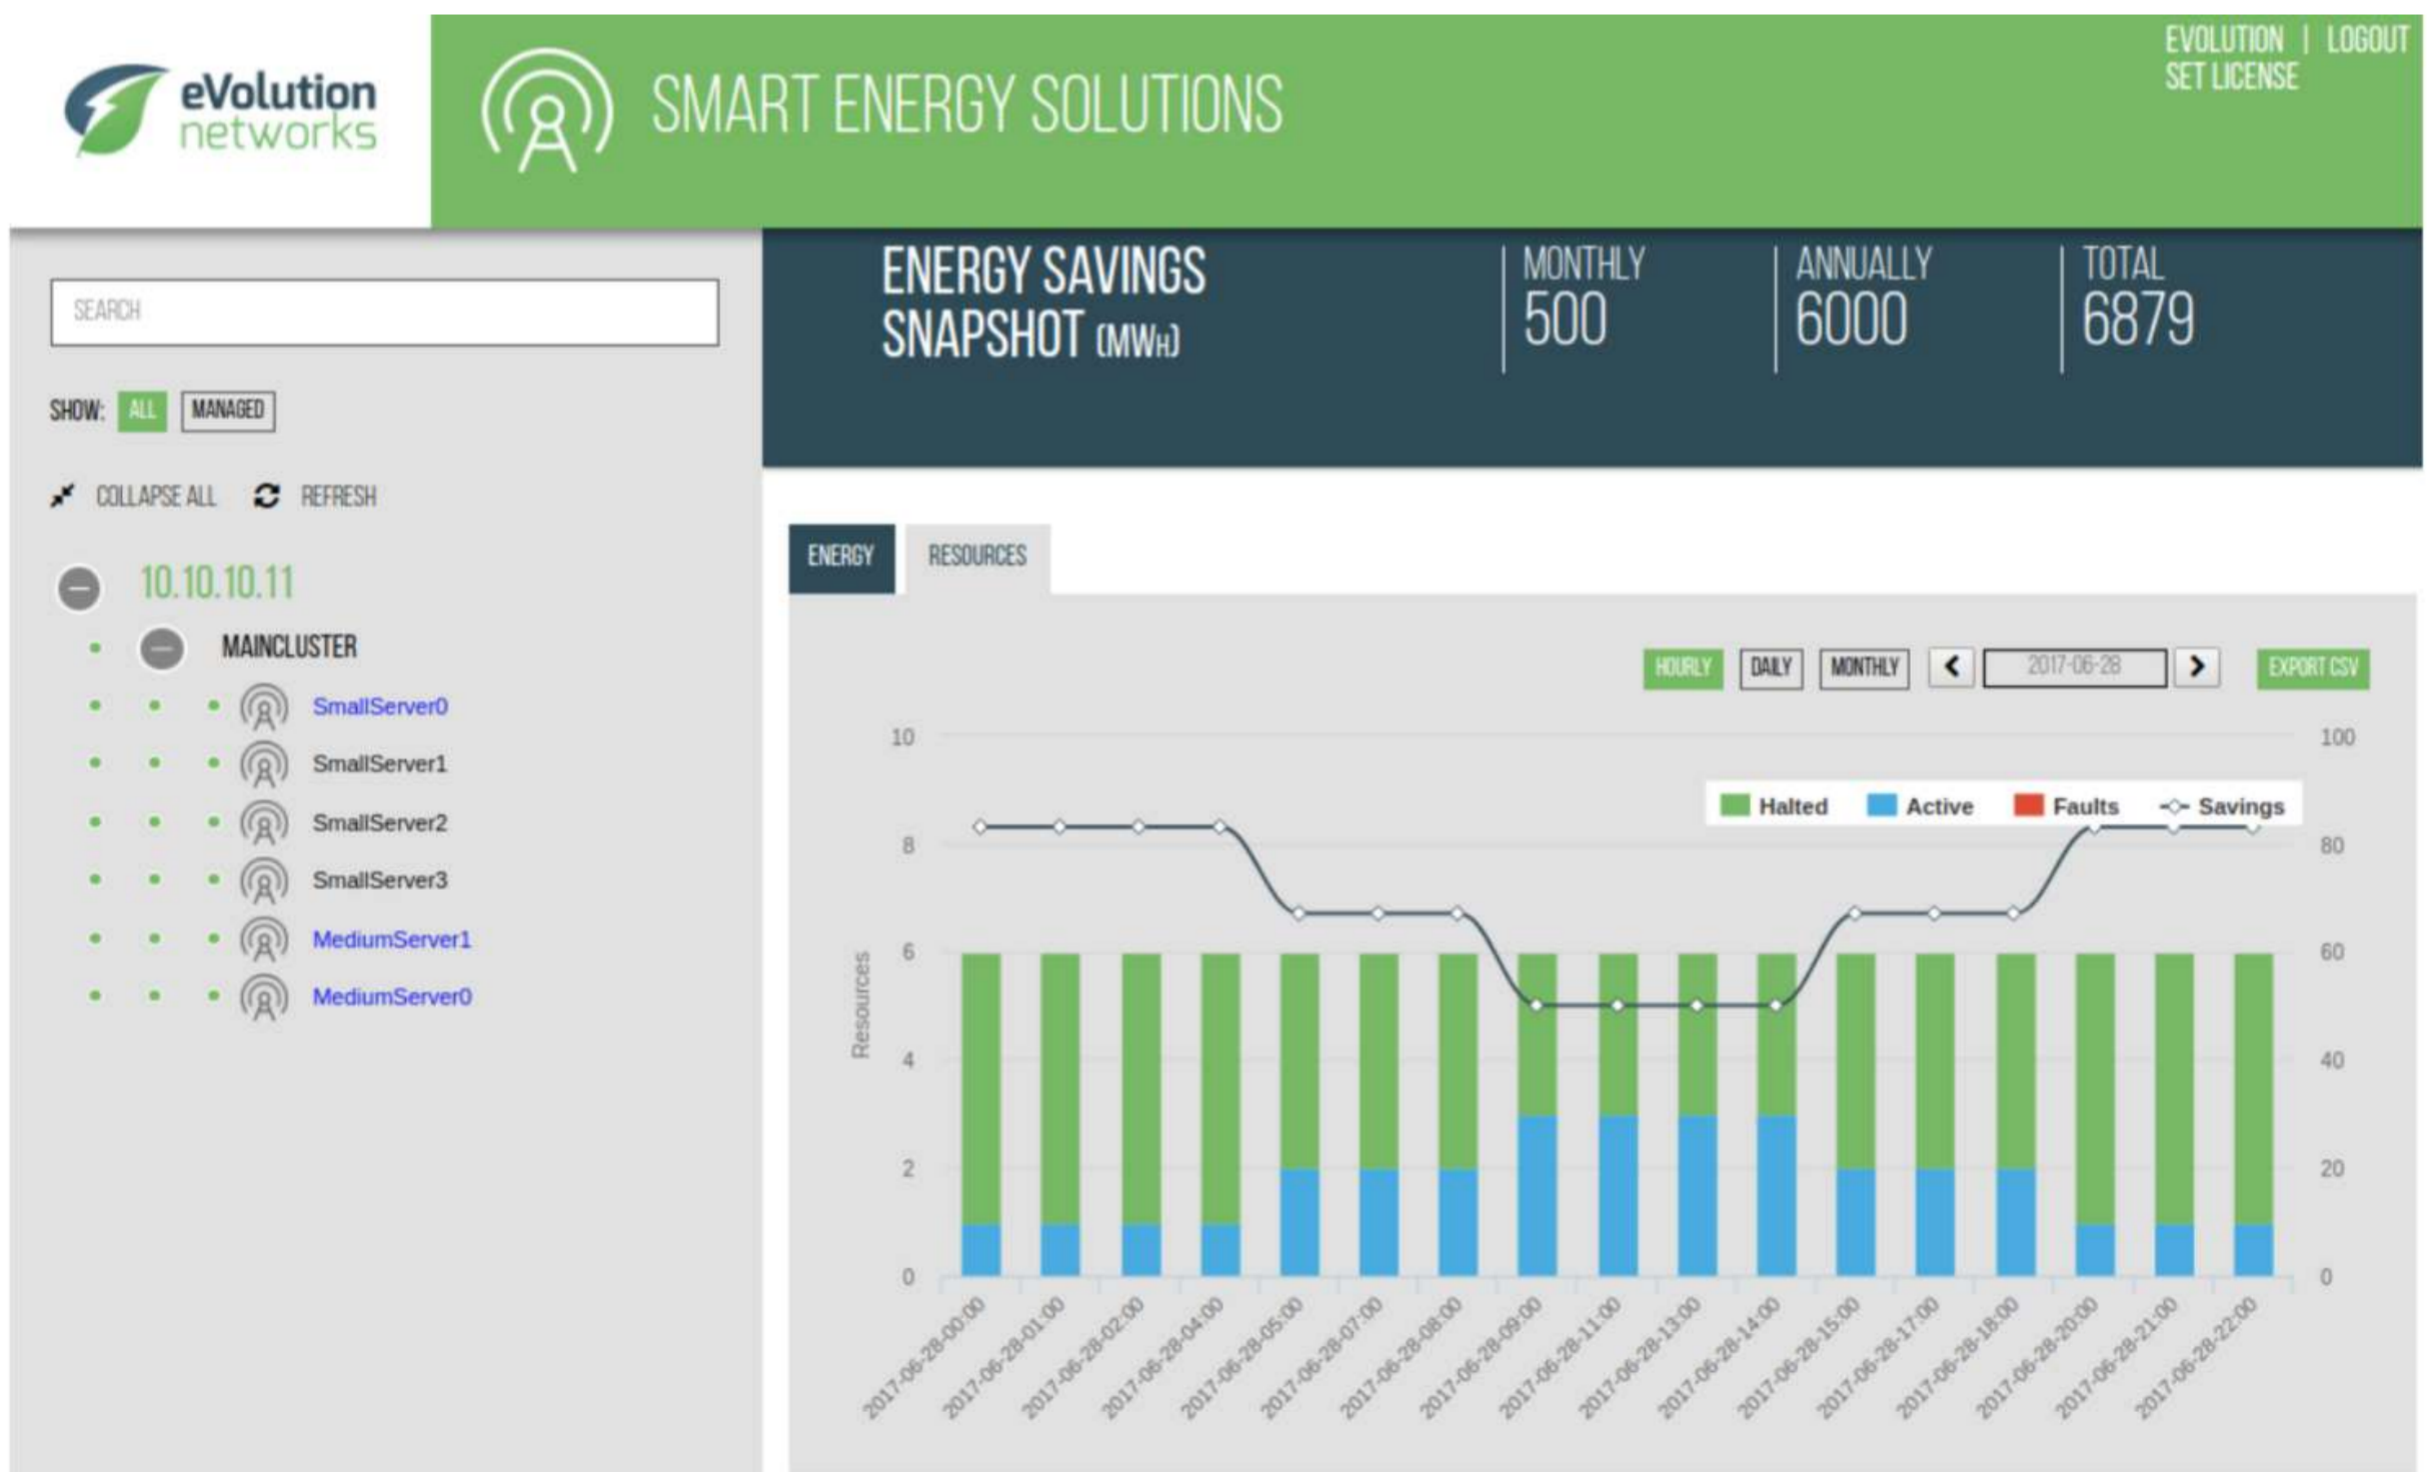 eVolution
networks
SMART ENERGY SOLUTIONS
EVOLUTION | LOGOUT
SET LICENSE
SEARCH
SHOW: ALL MANAGED
COLLAPSE ALL REFRESH
10.10.10.11
MAINCLUSTER
SmallServer0
SmallServer1
SmallServer2
SmallServer3
MediumServer1
MediumServer0
ENERGY SAVINGS
SNAPSHOT (MWH)
MONTHLY
500
ANNUALLY
6000
TOTAL
6879
ENERGY RESOURCES
HOURLY DAILY MONTHLY 2017-06-28 EXPORT CSV
Halted Active Faults Savings
Resources
10
8
6
4
2
0
100
80
60
40
20
0
2017-06-28-00:00
2017-06-28-01:00
2017-06-28-02:00
2017-06-28-04:00
2017-06-28-05:00
2017-06-28-07:00
2017-06-28-08:00
2017-06-28-09:00
2017-06-28-11:00
2017-06-28-13:00
2017-06-28-14:00
2017-06-28-15:00
2017-06-28-17:00
2017-06-28-18:00
2017-06-28-20:00
2017-06-28-21:00
2017-06-28-22:00